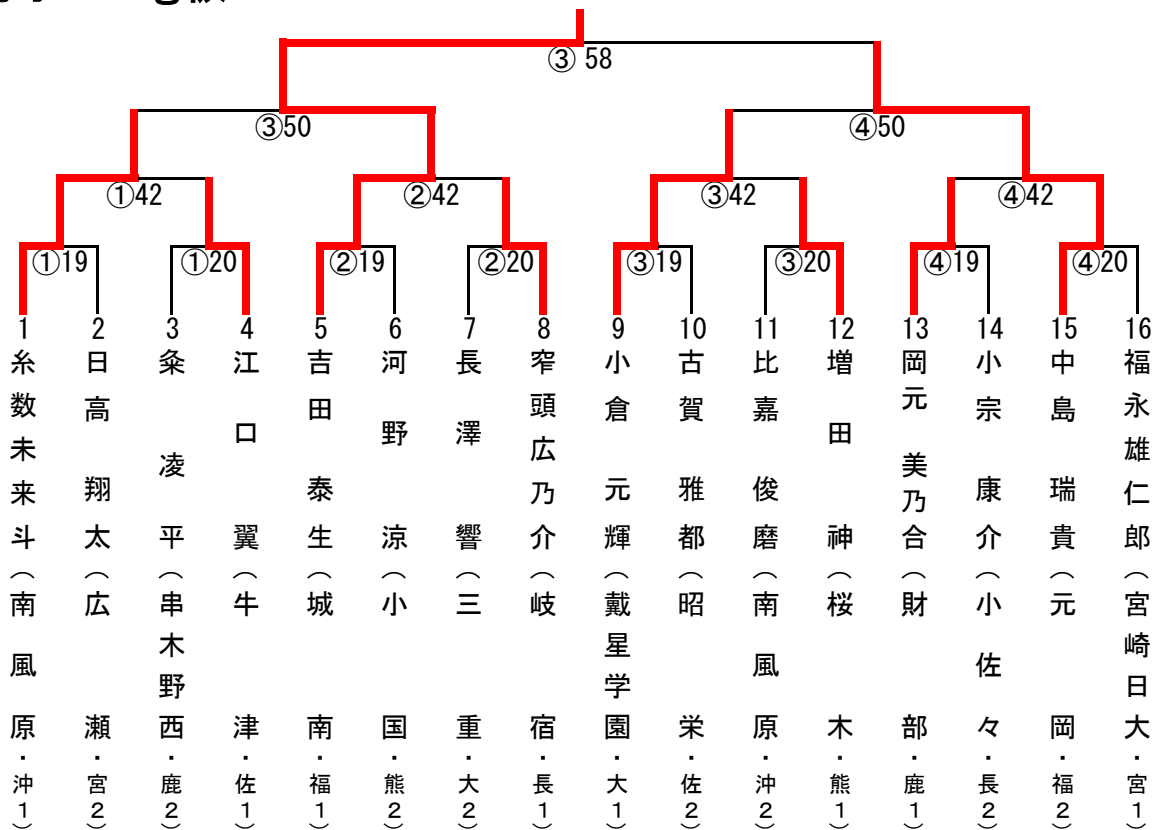 ③ 58
③50
④50
①42
②42
③42
④42
①19
①20
②19
②20
③19
③20
④19
④20
1
2
3
4
5
6
7
8
9
10
11
12
13
14
15
16
糸数未来斗（南風原・沖1）
日高 翔太（広瀬・宮2）
粂 凌平（串木野西・鹿2）
江口 翼（牛津・佐1）
吉田 泰生（城南・福1）
河野 涼（小国・熊2）
長澤 響（三重・大2）
窄頭広乃介（岐宿・長1）
小倉 元輝（戴星学園・大1）
古賀 雅都（昭栄・佐2）
比嘉 俊磨（南風原・沖2）
増田 神（桜木・熊1）
岡元 美乃合（財部・鹿1）
小宗 康介（小佐々・長2）
中島 瑞貴（元岡・福2）
福永雄仁郎（宮崎日大・宮1）